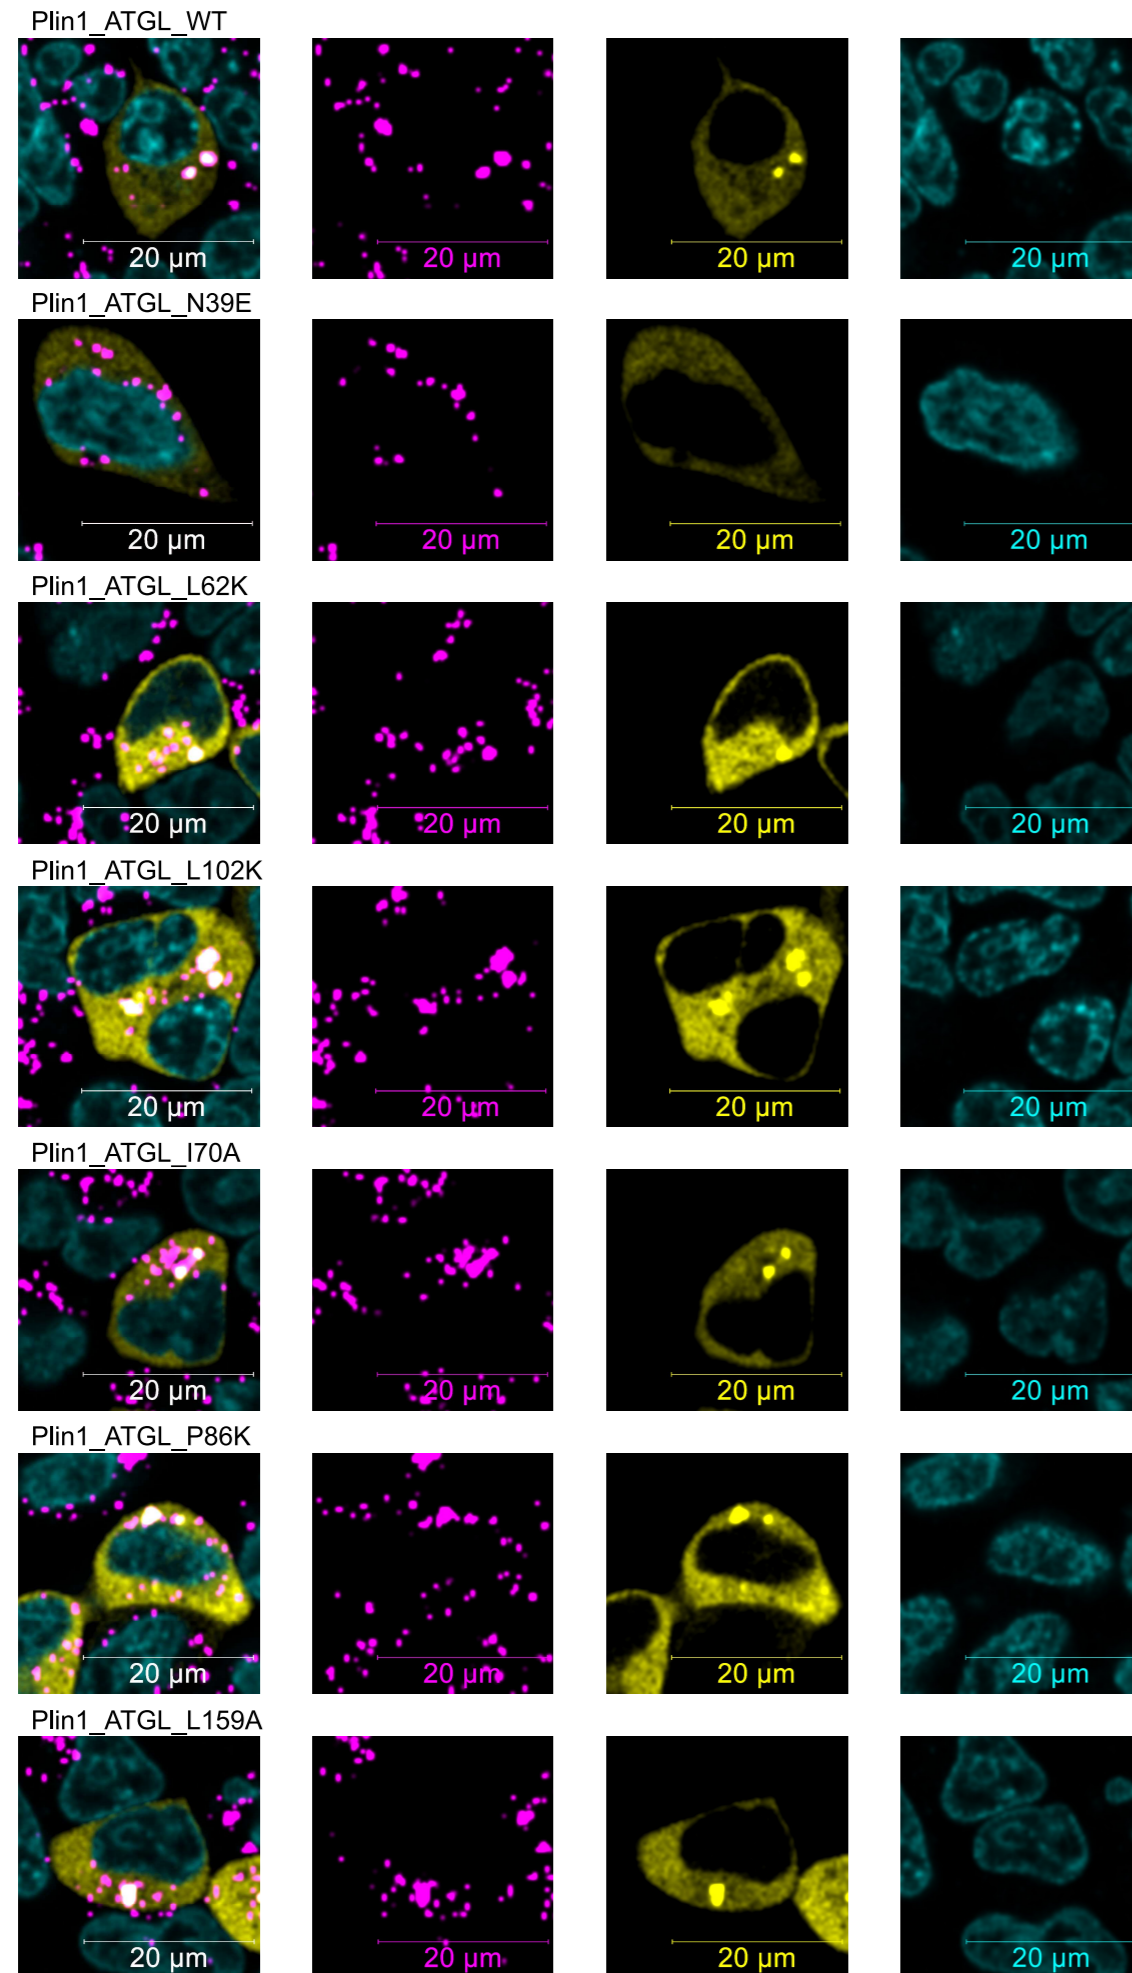 Plin1_ATGL_WT
20 µm 20 µm 20 µm 20 µm
Plin1_ATGL_N39E
20 µm 20 µm 20 µm 20 µm
Plin1_ATGL_L62K
20 µm 20 µm 20 µm 20 µm
Plin1_ATGL_L102K
20 µm 20 µm 20 µm 20 µm
Plin1_ATGL_I70A
20 µm 20 µm 20 µm 20 µm
Plin1_ATGL_P86K
20 µm 20 µm 20 µm 20 µm
Plin1_ATGL_L159A
20 µm 20 µm 20 µm 20 µm